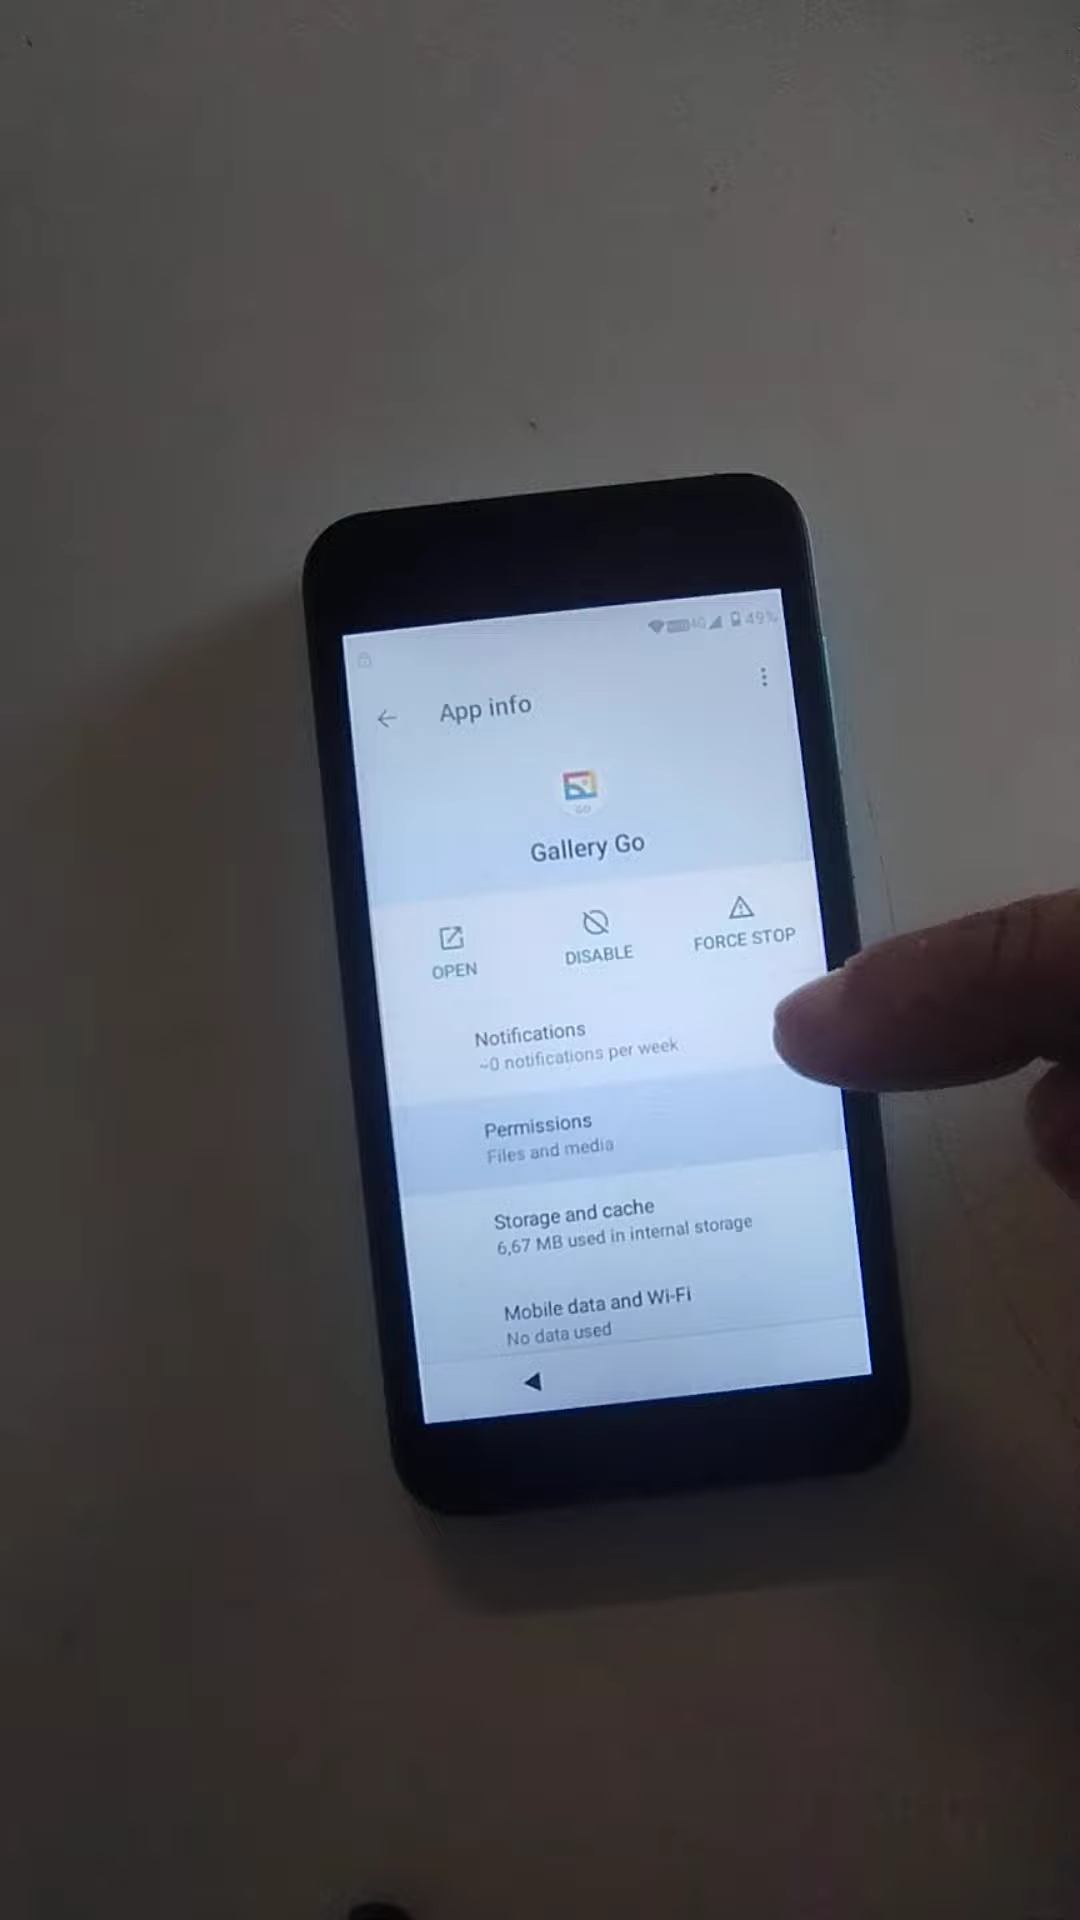 4G 49%
App info
GO
Gallery Go
OPEN
DISABLE
FORCE STOP
Notifications
~0 notifications per week
Permissions
Files and media
Storage and cache
6,67 MB used in internal storage
Mobile data and Wi-Fi
No data used